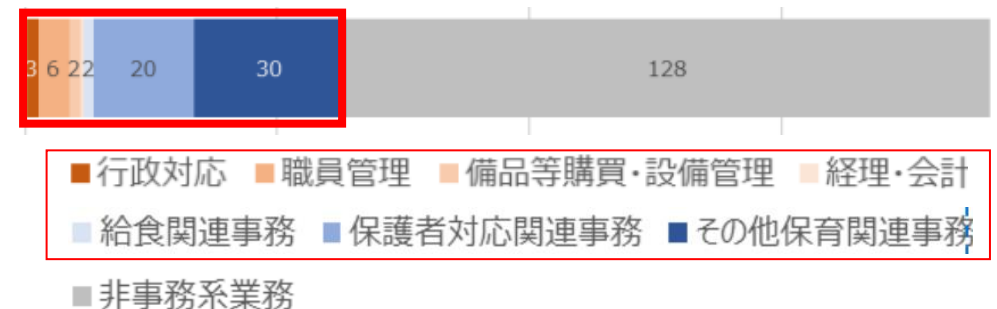 3 6 2 2 20 30 128
■行政対応 ■職員管理 ■備品等購買・設備管理 ■経理・会計
■給食関連事務 ■保護者対応関連事務 ■その他保育関連事務
■非事務系業務